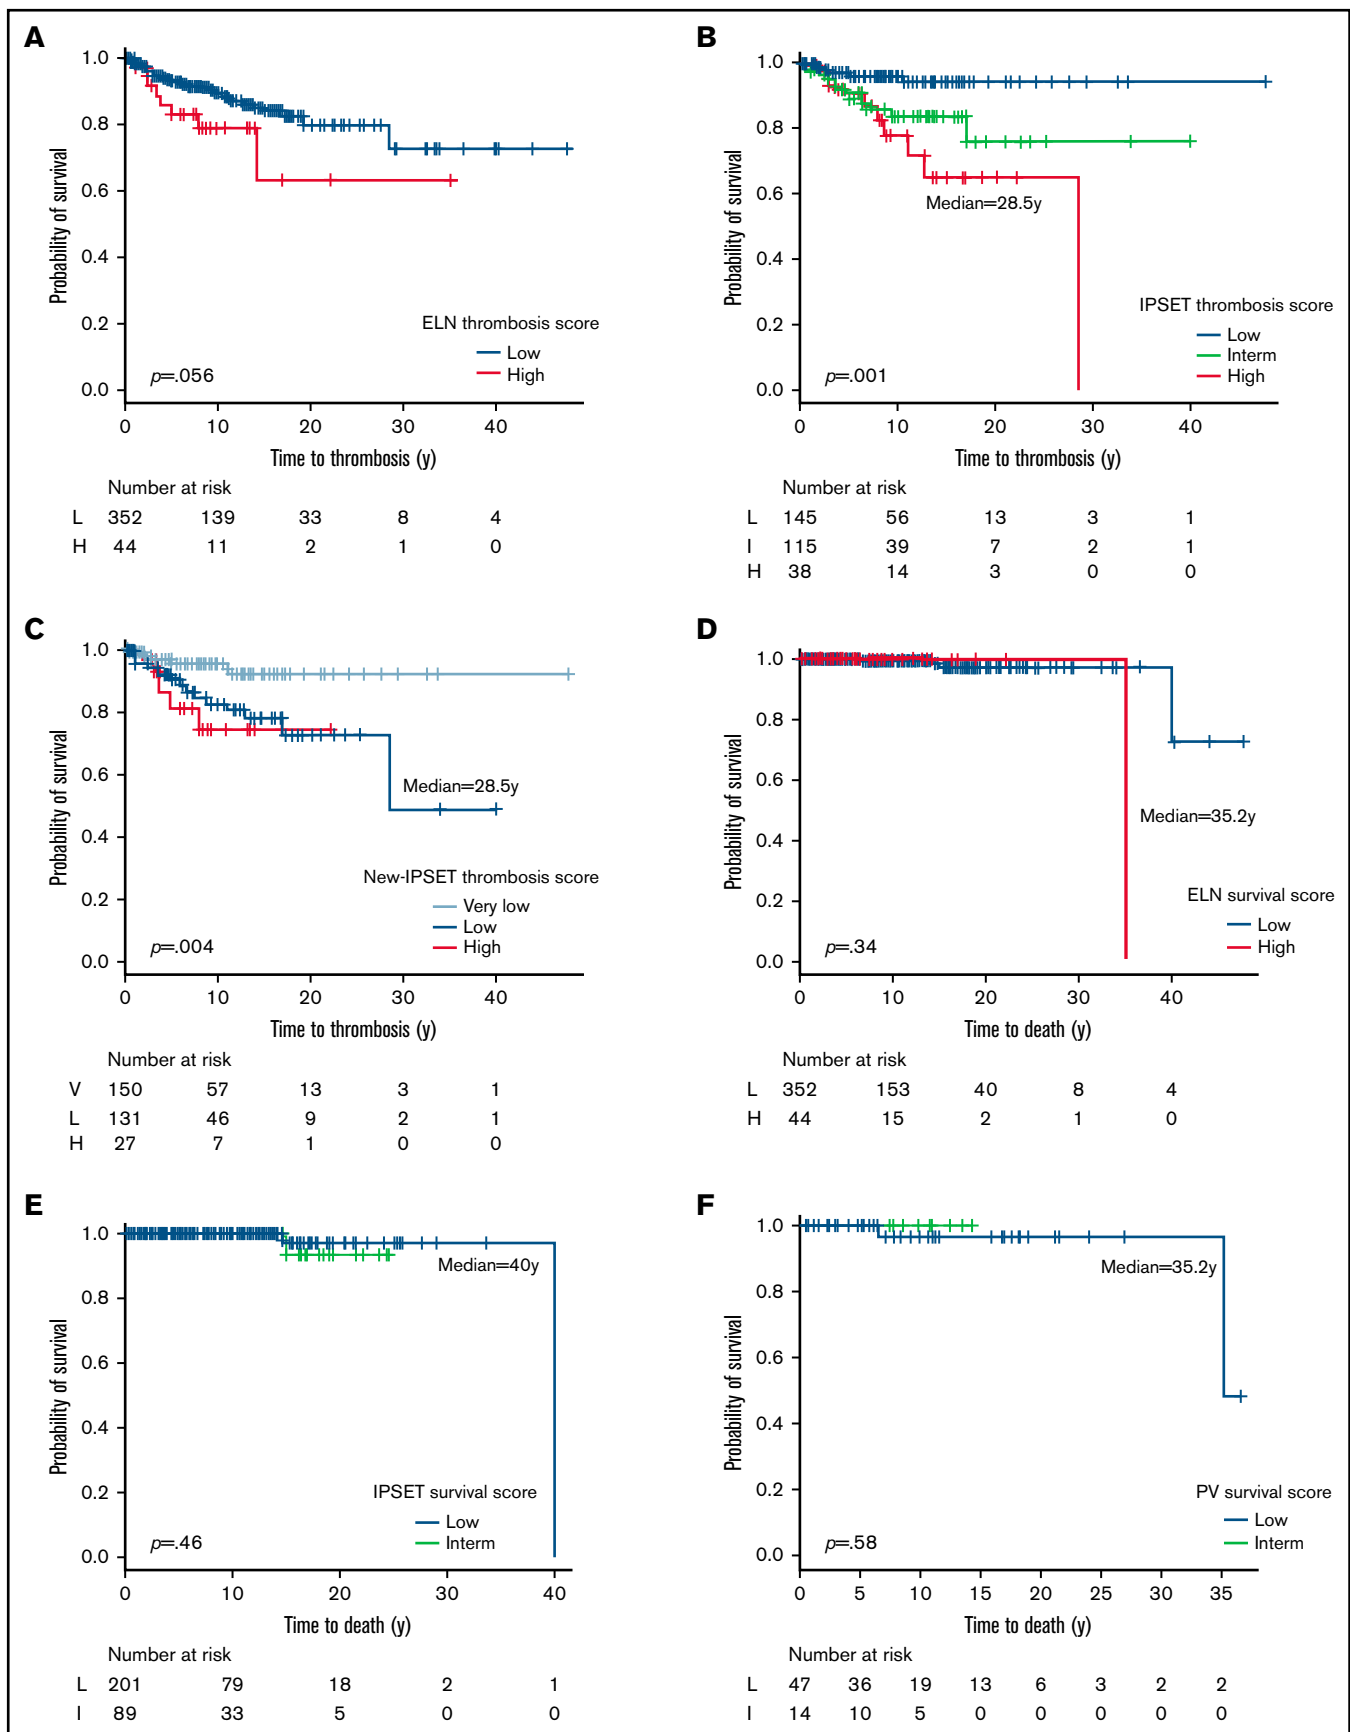 A
1.0
0.8
0.6
0.4
0.2
0.0
Probability of survival
ELN thrombosis score
Low
High
p=.056
0 10 20 30 40
Time to thrombosis (y)
Number at risk
L 352 139 33 8 4
H 44 11 2 1 0
B
1.0
0.8
0.6
0.4
0.2
0.0
Probability of survival
Median=28.5y
IPSET thrombosis score
Low
Interm
High
p=.001
0 10 20 30 40
Time to thrombosis (y)
Number at risk
L 145 56 13 3 1
I 115 39 7 2 1
H 38 14 3 0 0
C
1.0
0.8
0.6
0.4
0.2
0.0
Probability of survival
Median=28.5y
New-IPSET thrombosis score
Very low
Low
High
p=.004
0 10 20 30 40
Time to thrombosis (y)
Number at risk
V 150 57 13 3 1
L 131 46 9 2 1
H 27 7 1 0 0
D
1.0
0.8
0.6
0.4
0.2
0.0
Probability of survival
Median=35.2y
ELN survival score
Low
High
p=.34
0 10 20 30 40
Time to death (y)
Number at risk
L 352 153 40 8 4
H 44 15 2 1 0
E
1.0
0.8
0.6
0.4
0.2
0.0
Probability of survival
Median=40y
IPSET survival score
Low
Interm
p=.46
0 10 20 30 40
Time to death (y)
Number at risk
L 201 79 18 2 1
I 89 33 5 0 0
F
1.0
0.8
0.6
0.4
0.2
0.0
Probability of survival
Median=35.2y
PV survival score
Low
Interm
p=.58
0 5 10 15 20 25 30 35
Time to death (y)
Number at risk
L 47 36 19 13 6 3 2 2
I 14 10 5 0 0 0 0 0